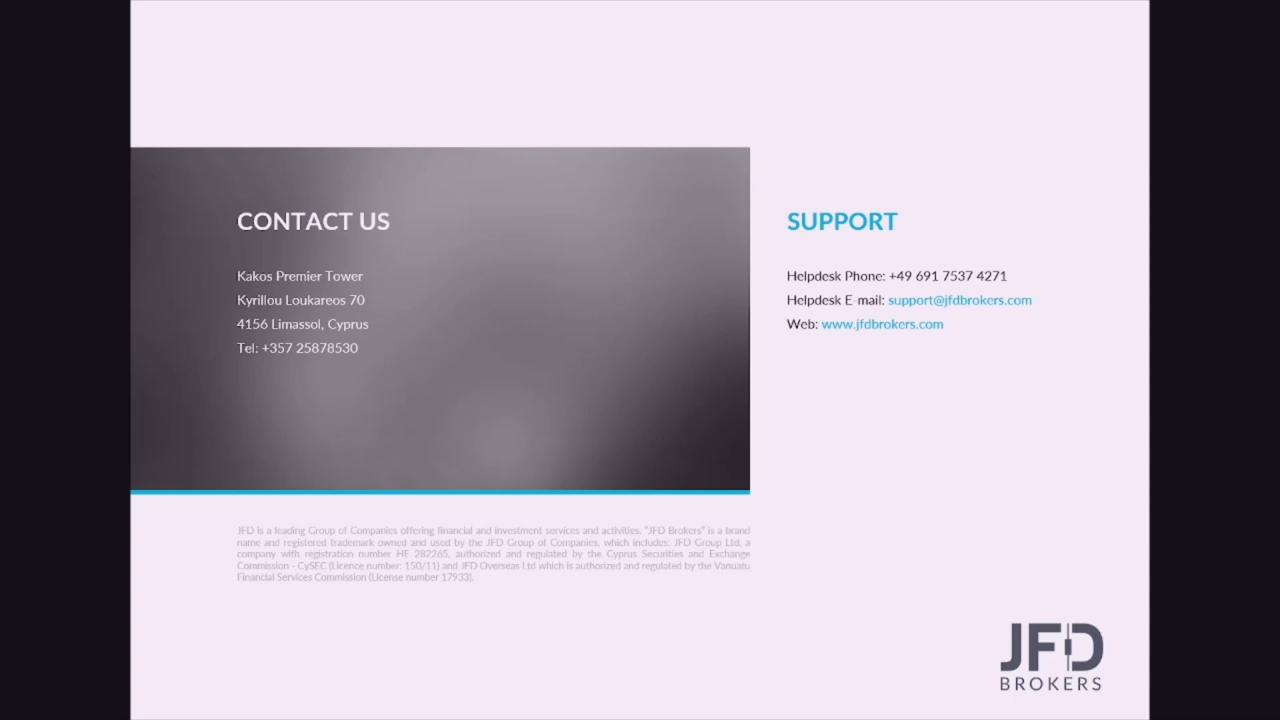 CONTACT US
Kakos Premier Tower
Kyrillou Loukareos 70
4156 Limassol, Cyprus
Tel: +357 25878530
SUPPORT
Helpdesk Phone: +49 691 7537 4271
Helpdesk E-mail: support@jfdbrokers.com
Web: www.jfdbrokers.com
JFD is a leading Group of Companies offering financial and investment services and activities. "JFD Brokers" is a brand
name and registered trademark owned and used by the JFD Group of Companies, which includes: JFD Group Ltd, a
company with registration number HE 282265, authorized and regulated by the Cyprus Securities and Exchange
Commission - CySEC (Licence number: 150/11) and JFD Overseas Ltd which is authorized and regulated by the Vanuatu
Financial Services Commission (License number 17933).
JFD
BROKERS